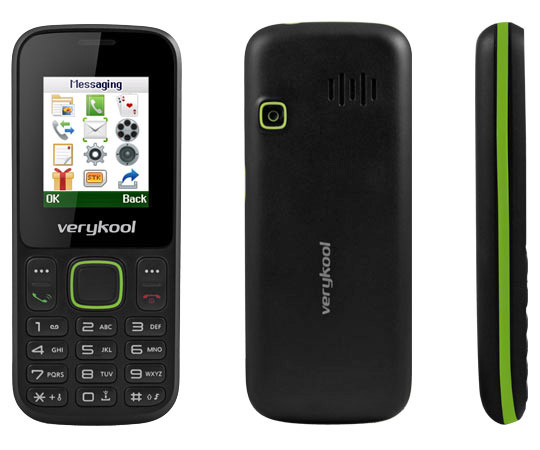 Messaging
STK
OK Back
verykool
1 2 ABC 3 DEF
4 GHI 5 JKL 6 MNO
7 PQRS 8 TUV 9 WXYZ
* + 0 #
verykool